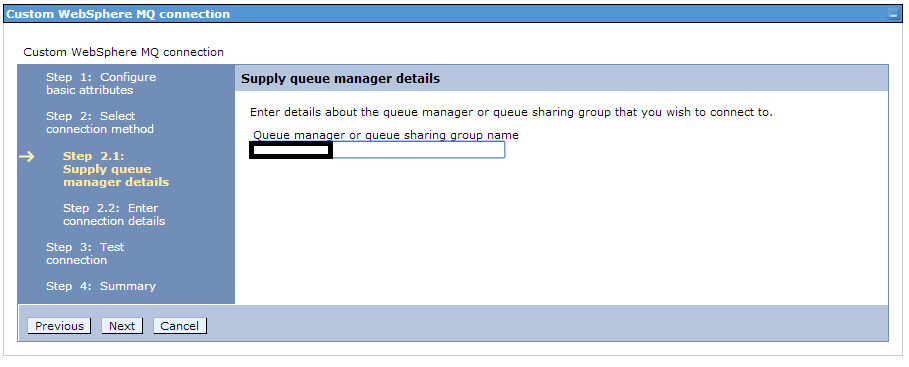 Custom WebSphere MQ connection
Custom WebSphere MQ connection
Step 1: Configure
basic attributes
Step 2: Select
connection method
Step 2.1:
Supply queue
manager details
Step 2.2: Enter
connection details
Step 3: Test
connection
Step 4: Summary
Supply queue manager details
Enter details about the queue manager or queue sharing group that you wish to connect to.
Queue manager or queue sharing group name
Previous Next Cancel